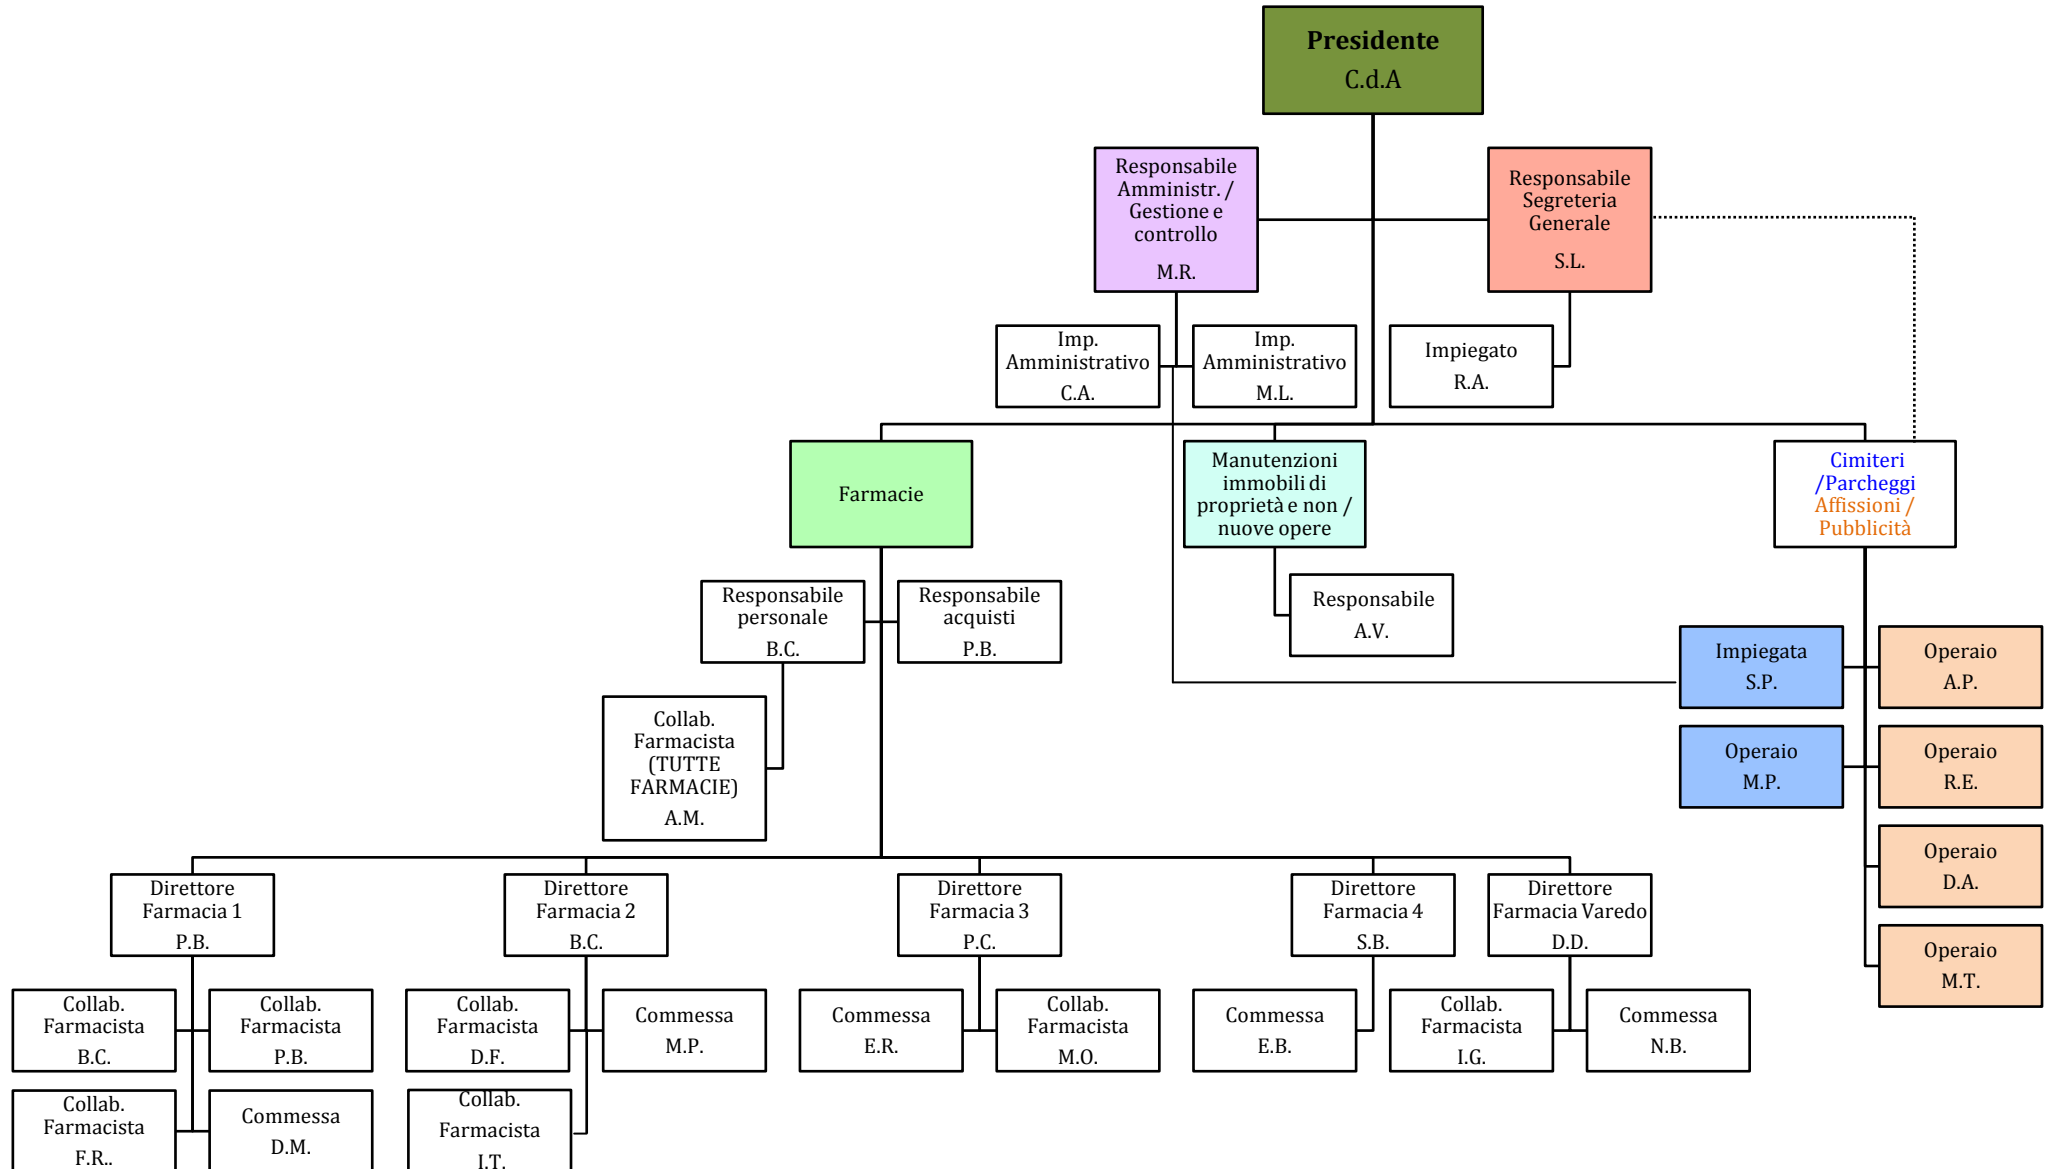 Presidente
C.d.A
Responsabile
Amministr. /
Gestione e
controllo
M.R.
Responsabile
Segreteria
Generale
S.L.
Imp.
Amministrativo
C.A.
Imp.
Amministrativo
M.L.
Impiegato
R.A.
Farmacie
Manutenzioni
immobili di
proprietà e non /
nuove opere
Cimiteri
/Parcheggi
Affissioni /
Pubblicità
Responsabile
personale
B.C.
Responsabile
acquisti
P.B.
Responsabile
A.V.
Impiegata
S.P.
Operaio
A.P.
Collab.
Farmacista
(TUTTE
FARMACIE)
A.M.
Operaio
M.P.
Operaio
R.E.
Operaio
D.A.
Operaio
M.T.
Direttore
Farmacia 1
P.B.
Direttore
Farmacia 2
B.C.
Direttore
Farmacia 3
P.C.
Direttore
Farmacia 4
S.B.
Direttore
Farmacia Varedo
D.D.
Collab.
Farmacista
B.C.
Collab.
Farmacista
P.B.
Collab.
Farmacista
D.F.
Commessa
M.P.
Commessa
E.R.
Collab.
Farmacista
M.O.
Commessa
E.B.
Collab.
Farmacista
I.G.
Commessa
N.B.
Collab.
Farmacista
F.R..
Commessa
D.M.
Collab.
Farmacista
I.T.